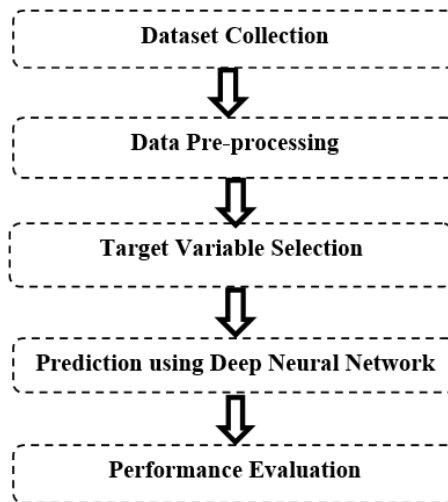 Dataset Collection
Data Pre-processing
Target Variable Selection
Prediction using Deep Neural Network
Performance Evaluation